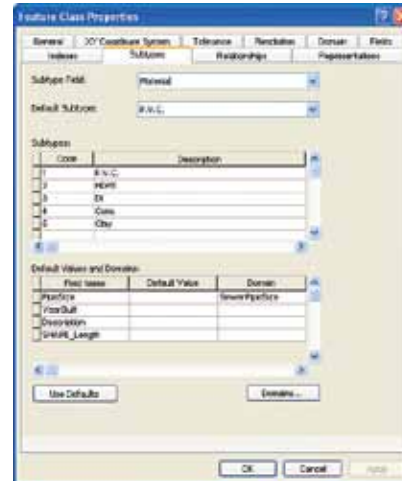 Feature Class Properties
General XY Coordinate System Tolerance Resolution Domain Fields
Indexes Subtypes Relationships Representations
Subtype Field: Material
Default Subtype: P.V.C.
Subtypes:
Code Description
1 P.V.C.
2 HDPE
3 DI
4 Conc
5 Clay
Default Values and Domains:
Field Name Default Value Domain
PipeSize SewerPipeSize
YearBuilt
Description
SHAPE_Length
Use Defaults Domains...
OK Cancel Apply